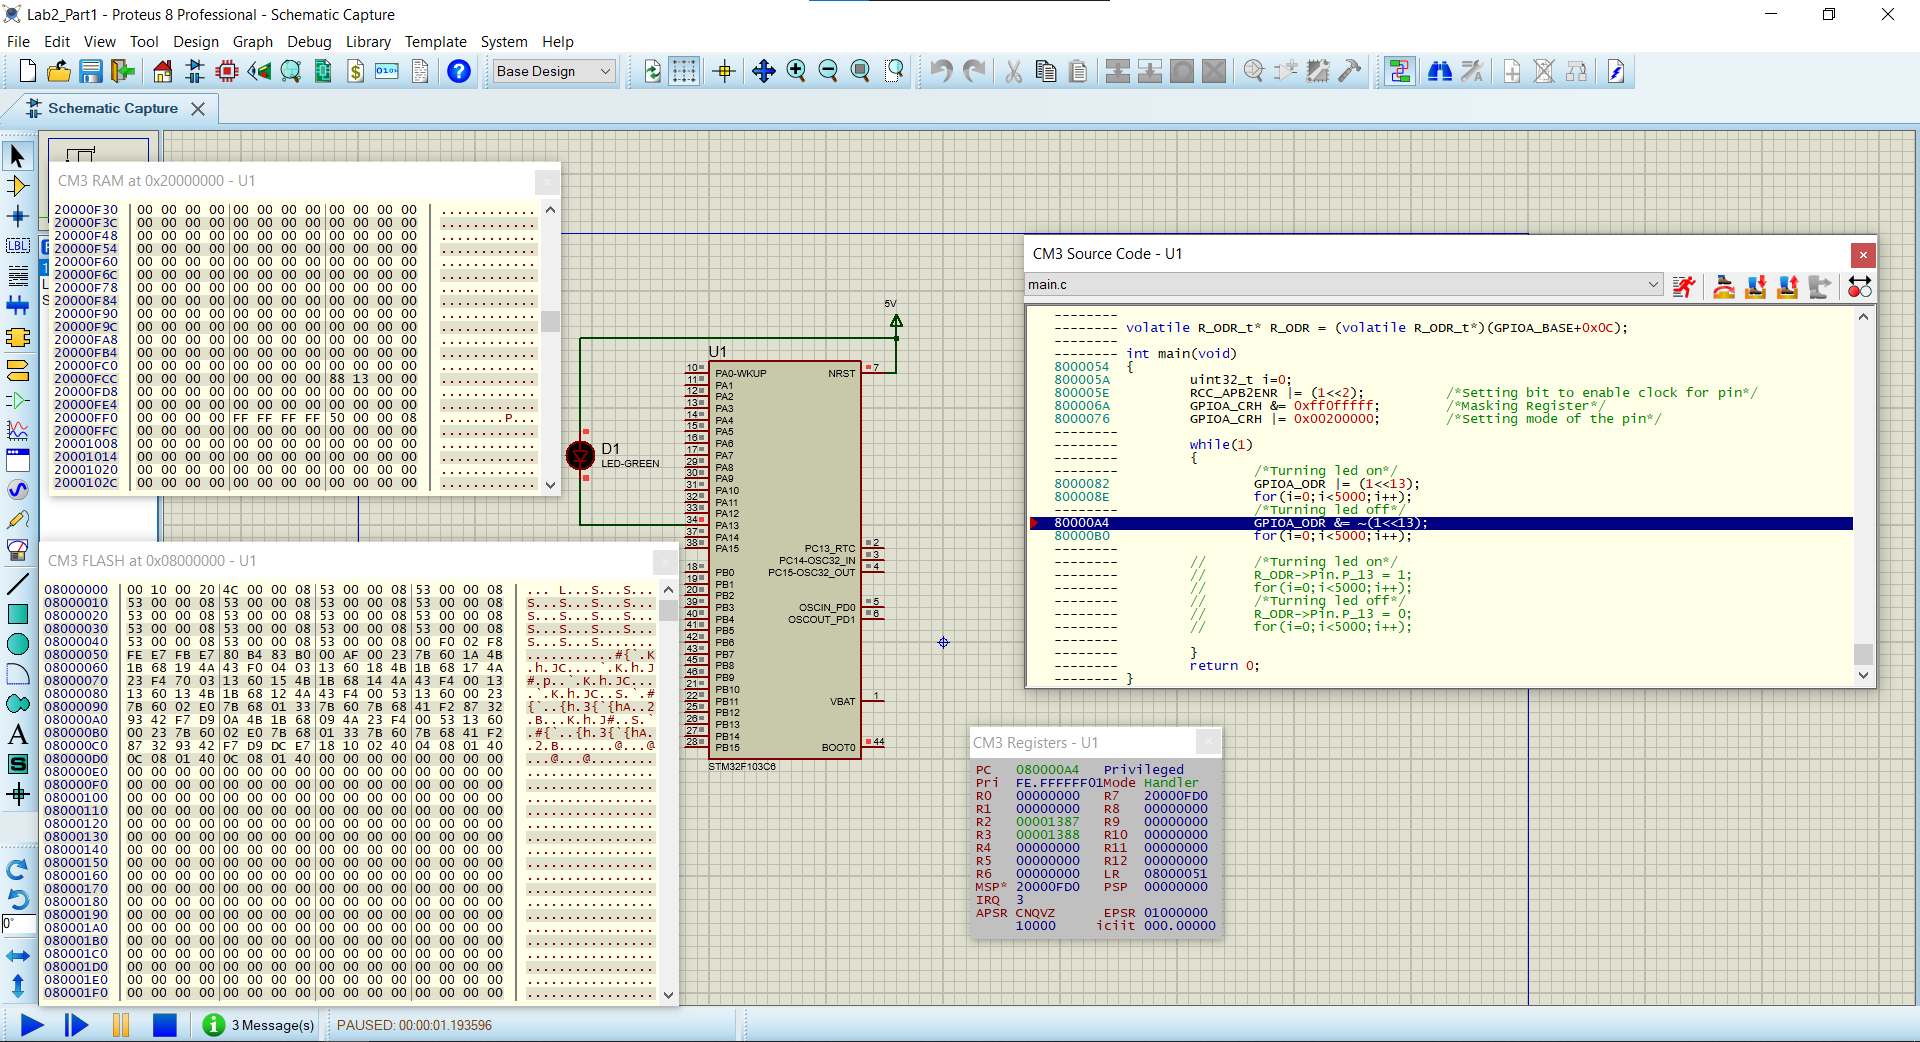 Lab2_Part1 - Proteus 8 Professional - Schematic Capture
File Edit View Tool Design Graph Debug Library Template System Help
Base Design
Schematic Capture
CM3 RAM at 0x20000000 - U1
20000F30 00 00 00 00 00 00 00 00 00 00 00 00 ............
20000F3C 00 00 00 00 00 00 00 00 00 00 00 00 ............
20000F48 00 00 00 00 00 00 00 00 00 00 00 00 ............
20000F54 00 00 00 00 00 00 00 00 00 00 00 00 ............
20000F60 00 00 00 00 00 00 00 00 00 00 00 00 ............
20000F6C 00 00 00 00 00 00 00 00 00 00 00 00 ............
20000F78 00 00 00 00 00 00 00 00 00 00 00 00 ............
20000F84 00 00 00 00 00 00 00 00 00 00 00 00 ............
20000F90 00 00 00 00 00 00 00 00 00 00 00 00 ............
20000F9C 00 00 00 00 00 00 00 00 00 00 00 00 ............
20000FA8 00 00 00 00 00 00 00 00 00 00 00 00 ............
20000FB4 00 00 00 00 00 00 00 00 00 00 00 00 ............
20000FC0 00 00 00 00 00 00 00 00 00 00 00 00 ............
20000FCC 00 00 00 00 00 00 00 00 88 13 00 00 ............
20000FD8 00 00 00 00 00 00 00 00 00 00 00 00 ............
20000FE4 00 00 00 00 00 00 00 00 00 00 00 00 ............
20000FF0 00 00 00 00 FF FF FF FF 50 00 00 08 ........P...
20000FFC 00 00 00 00 00 00 00 00 00 00 00 00 ............
20001008 00 00 00 00 00 00 00 00 00 00 00 00 ............
20001014 00 00 00 00 00 00 00 00 00 00 00 00 ............
20001020 00 00 00 00 00 00 00 00 00 00 00 00 ............
2000102C 00 00 00 00 00 00 00 00 00 00 00 00 ............
CM3 FLASH at 0x08000000 - U1
08000000 00 10 00 20 4C 00 00 08 53 00 00 08 53 00 00 08 ... L...S...S...
08000010 53 00 00 08 53 00 00 08 53 00 00 08 53 00 00 08 S...S...S...S...
08000020 53 00 00 08 53 00 00 08 53 00 00 08 53 00 00 08 S...S...S...S...
08000030 53 00 00 08 53 00 00 08 53 00 00 08 53 00 00 08 S...S...S...S...
08000040 53 00 00 08 53 00 00 08 53 00 00 08 00 F0 02 F8 S...S...S.......
08000050 FE E7 FB E7 80 B4 83 B0 00 AF 00 23 7B 60 1A 4B ...........#{`.K
08000060 1B 68 19 4A 43 F0 04 03 13 60 18 4B 1B 68 17 4A .h.JC....`.K.h.J
08000070 23 F4 70 03 13 60 15 4B 1B 68 14 4A 43 F4 00 13 #.p..`.K.h.JC...
08000080 13 60 13 4B 1B 68 12 4A 43 F4 00 53 13 60 00 23 .`.K.h.JC..S.`.#
08000090 7B 60 02 E0 7B 68 01 33 7B 60 7B 68 41 F2 87 32 {`..{h.3{`{hA..2
080000A0 93 42 F7 D9 0A 4B 1B 68 09 4A 23 F4 00 53 13 60 .B...K.h.J#..S.`
080000B0 00 23 7B 60 02 E0 7B 68 01 33 7B 60 7B 68 41 F2 .#{`..{h.3{`{hA.
080000C0 87 32 93 42 F7 D9 DC E7 18 10 02 40 04 08 01 40 .2.B.......@...@
080000D0 0C 08 01 40 0C 08 01 40 00 00 00 00 00 00 00 00 ...@...@........
080000E0 00 00 00 00 00 00 00 00 00 00 00 00 00 00 00 00 ................
080000F0 00 00 00 00 00 00 00 00 00 00 00 00 00 00 00 00 ................
08000100 00 00 00 00 00 00 00 00 00 00 00 00 00 00 00 00 ................
08000110 00 00 00 00 00 00 00 00 00 00 00 00 00 00 00 00 ................
08000120 00 00 00 00 00 00 00 00 00 00 00 00 00 00 00 00 ................
08000130 00 00 00 00 00 00 00 00 00 00 00 00 00 00 00 00 ................
08000140 00 00 00 00 00 00 00 00 00 00 00 00 00 00 00 00 ................
08000150 00 00 00 00 00 00 00 00 00 00 00 00 00 00 00 00 ................
08000160 00 00 00 00 00 00 00 00 00 00 00 00 00 00 00 00 ................
08000170 00 00 00 00 00 00 00 00 00 00 00 00 00 00 00 00 ................
08000180 00 00 00 00 00 00 00 00 00 00 00 00 00 00 00 00 ................
08000190 00 00 00 00 00 00 00 00 00 00 00 00 00 00 00 00 ................
080001A0 00 00 00 00 00 00 00 00 00 00 00 00 00 00 00 00 ................
080001B0 00 00 00 00 00 00 00 00 00 00 00 00 00 00 00 00 ................
080001C0 00 00 00 00 00 00 00 00 00 00 00 00 00 00 00 00 ................
080001D0 00 00 00 00 00 00 00 00 00 00 00 00 00 00 00 00 ................
080001E0 00 00 00 00 00 00 00 00 00 00 00 00 00 00 00 00 ................
080001F0 00 00 00 00 00 00 00 00 00 00 00 00 00 00 00 00 ................
5V
D1
LED-GREEN
U1
10 PA0-WKUP NRST 7
11 PA1
12 PA2
13 PA3
14 PA4
15 PA5
16 PA6
17 PA7
29 PA8
30 PA9
31 PA10
32 PA11
33 PA12
34 PA13
37 PA14
38 PA15
PC13_RTC 2
PC14-OSC32_IN 3
PC15-OSC32_OUT 4
18 PB0
19 PB1
20 PB2
39 PB3 OSCIN_PD0 5
40 PB4 OSCOUT_PD1 6
41 PB5
42 PB6
43 PB7
45 PB8
46 PB9
21 PB10
22 PB11 VBAT 1
25 PB12
26 PB13
27 PB14
28 PB15 BOOT0 44
STM32F103C6
CM3 Source Code - U1
main.c
--------
-------- volatile R_ODR_t* R_ODR = (volatile R_ODR_t*)(GPIOA_BASE+0x0C);
--------
-------- int main(void)
8000054 {
800005A uint32_t i=0;
800005E RCC_APB2ENR |= (1<<2); /*Setting bit to enable clock for pin*/
800006A GPIOA_CRH &= 0xff0fffff; /*Masking Register*/
8000076 GPIOA_CRH |= 0x00200000; /*Setting mode of the pin*/
--------
-------- while(1)
-------- {
-------- /*Turning led on*/
8000082 GPIOA_ODR |= (1<<13);
800008E for(i=0;i<5000;i++);
-------- /*Turning led off*/
80000A4 GPIOA_ODR &= ~(1<<13);
80000B0 for(i=0;i<5000;i++);
--------
-------- // /*Turning led on*/
-------- // R_ODR->Pin.P_13 = 1;
-------- // for(i=0;i<5000;i++);
-------- // /*Turning led off*/
-------- // R_ODR->Pin.P_13 = 0;
-------- // for(i=0;i<5000;i++);
--------
-------- }
-------- return 0;
-------- }
CM3 Registers - U1
PC 080000A4 Privileged
Pri FE.FFFFFF01 Mode Handler
R0 00000000 R7 20000FD0
R1 00000000 R8 00000000
R2 00001387 R9 00000000
R3 00001388 R10 00000000
R4 00000000 R11 00000000
R5 00000000 R12 00000000
R6 00000000 LR 08000051
MSP* 20000FD0 PSP 00000000
IRQ 3
APSR CNQVZ EPSR 01000000
10000 iciit 000.00000
0°
3 Message(s) PAUSED: 00:00:01.193596